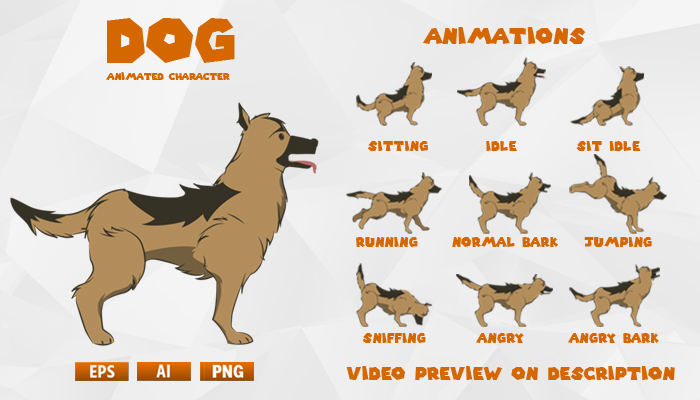 DOG
ANIMATED CHARACTER
EPS AI PNG
ANIMATIONS
SITTING IDLE SIT IDLE
RUNNING NORMAL BARK JUMPING
SNIFFING ANGRY ANGRY BARK
VIDEO PREVIEW ON DESCRIPTION